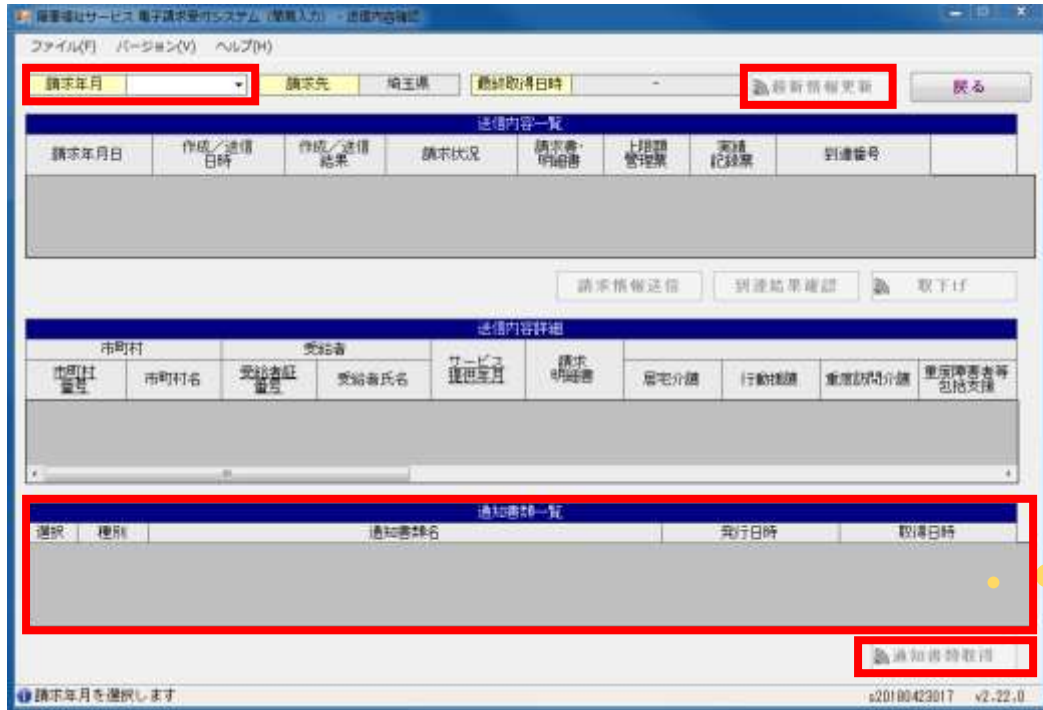 障害福祉サービス 電子請求受付システム（簡易入力） - 送信内容確認
ファイル(F) バージョン(V) ヘルプ(H)
請求年月 請求先 埼玉県 最終取得日時 - 最新情報更新 戻る
送信内容一覧
請求年月日 作成／送信日時 作成／送信結果 請求状況 請求書・明細書 上限額管理票 実績記録票 到達番号
請求情報送信 到達結果確認 取下げ
送信内容詳細
市町村 受給者 サービス提供年月 請求明細書
市町村番号 市町村名 受給者証番号 受給者氏名 居宅介護 行動援護 重度訪問介護 重度障害者等包括支援
通知書類一覧
選択 種別 通知書類名 発行日時 取得日時
通知書類取得
請求年月を選択します s20180423017 v2.22.0